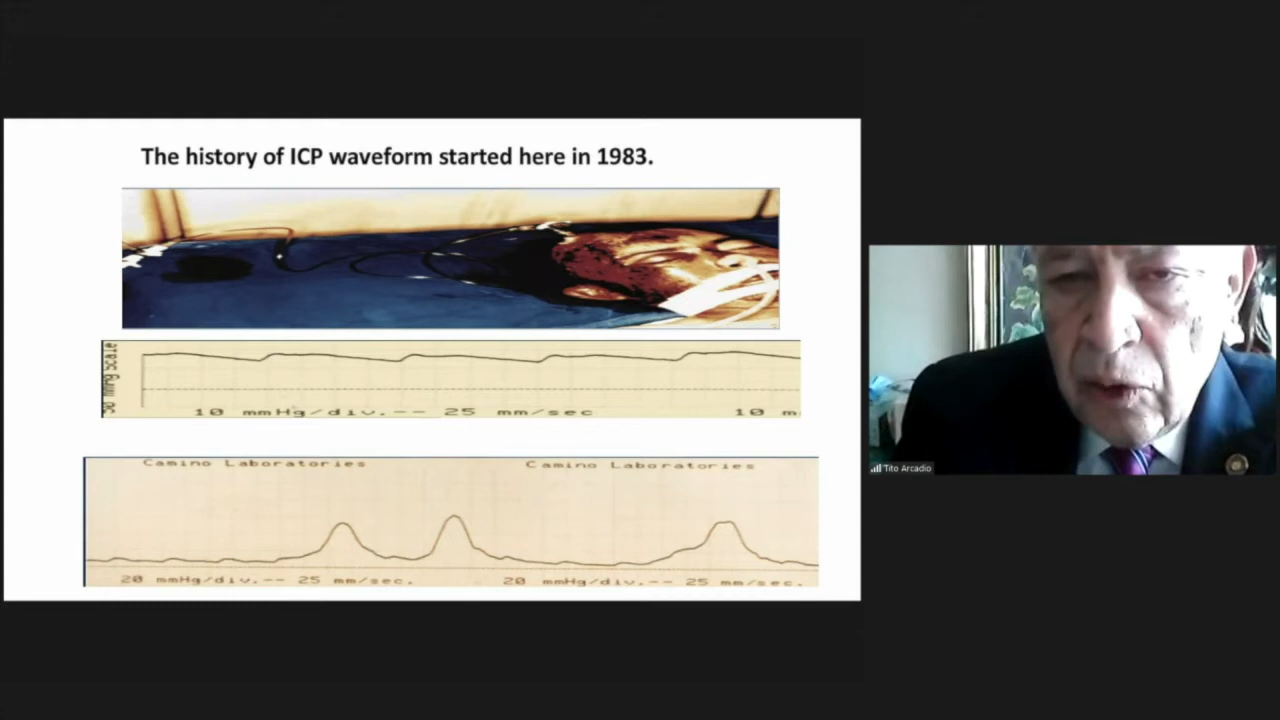 The history of ICP waveform started here in 1983.
10 mmHg/div.-- 25 mm/sec
10 m
Camino Laboratories
Camino Laboratories
20 mmHg/div.-- 25 mm/sec.
20 mmHg/div.-- 25 mm/sec.
Tito Arcadio